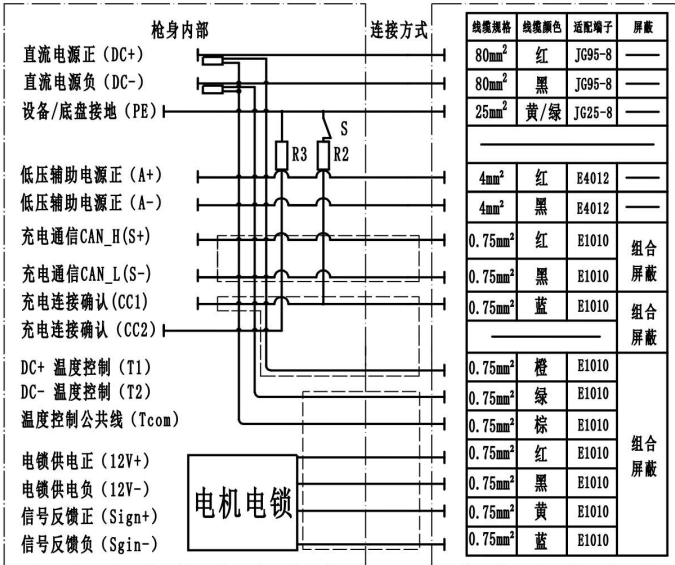 枪身内部 连接方式 线缆规格 线缆颜色 适配端子 屏蔽
直流电源正（DC+） 80mm² 红 JG95-8 ——
直流电源负（DC-） 80mm² 黑 JG95-8 ——
设备/底盘接地（PE） 25mm² 黄/绿 JG25-8 ——
S
R3 R2
低压辅助电源正（A+） 4mm² 红 E4012 ——
低压辅助电源正（A-） 4mm² 黑 E4012 ——
充电通信CAN_H(S+) 0.75mm² 红 E1010
组合
屏蔽
充电通信CAN_L(S-) 0.75mm² 黑 E1010
充电连接确认(CC1) 0.75mm² 蓝 E1010
组合
屏蔽
充电连接确认（CC2）
DC+ 温度控制（T1） 0.75mm² 橙 E1010
DC- 温度控制（T2） 0.75mm² 绿 E1010
温度控制公共线（Tcom） 0.75mm² 棕 E1010
组合
屏蔽
电锁供电正（12V+） 0.75mm² 红 E1010
电锁供电负（12V-） 0.75mm² 黑 E1010
电机电锁
信号反馈正（Sign+） 0.75mm² 黄 E1010
信号反馈负（Sgin-） 0.75mm² 蓝 E1010